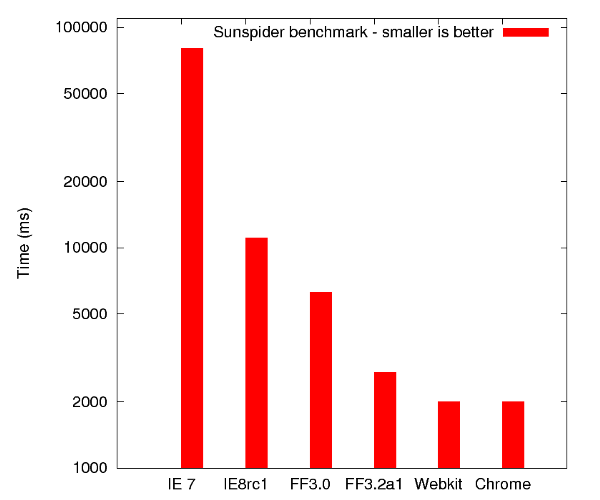 Sunspider benchmark - smaller is better
100000
50000
20000
10000
5000
2000
1000
Time (ms)
IE 7 IE8rc1 FF3.0 FF3.2a1 Webkit Chrome